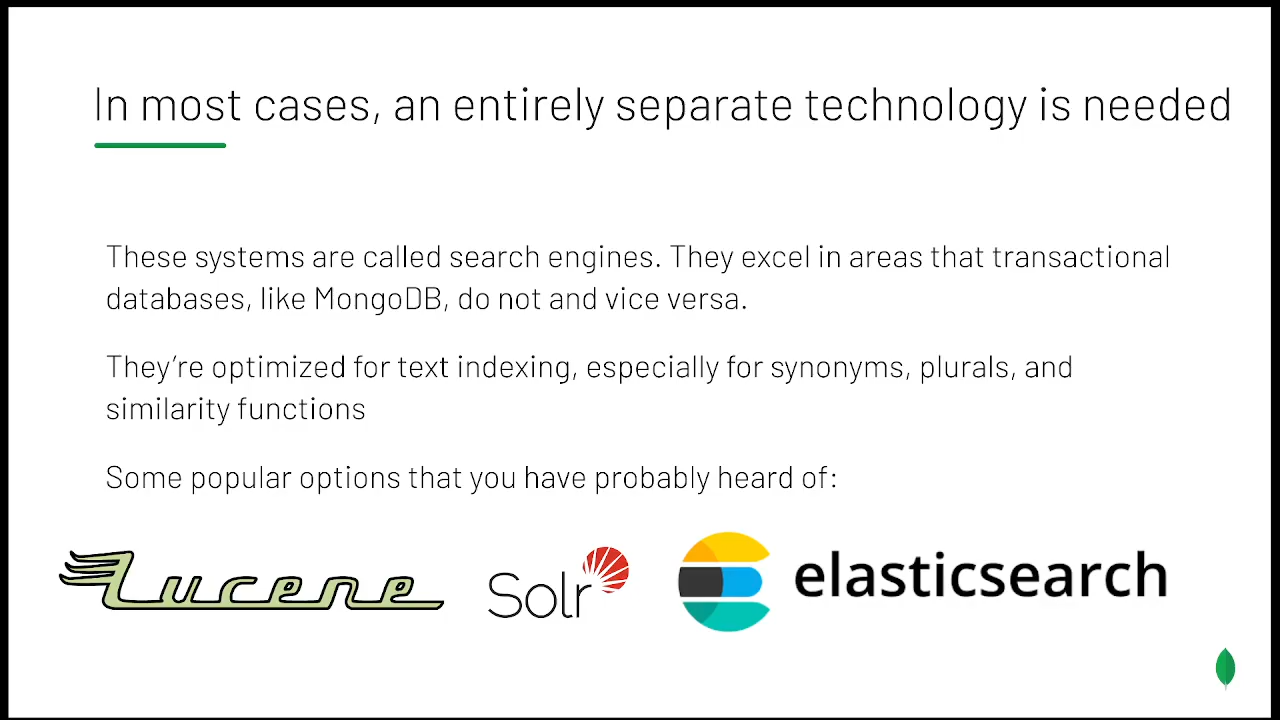 In most cases, an entirely separate technology is needed
These systems are called search engines. They excel in areas that transactional
databases, like MongoDB, do not and vice versa.
They’re optimized for text indexing, especially for synonyms, plurals, and
similarity functions
Some popular options that you have probably heard of:
Lucene
Solr
elasticsearch